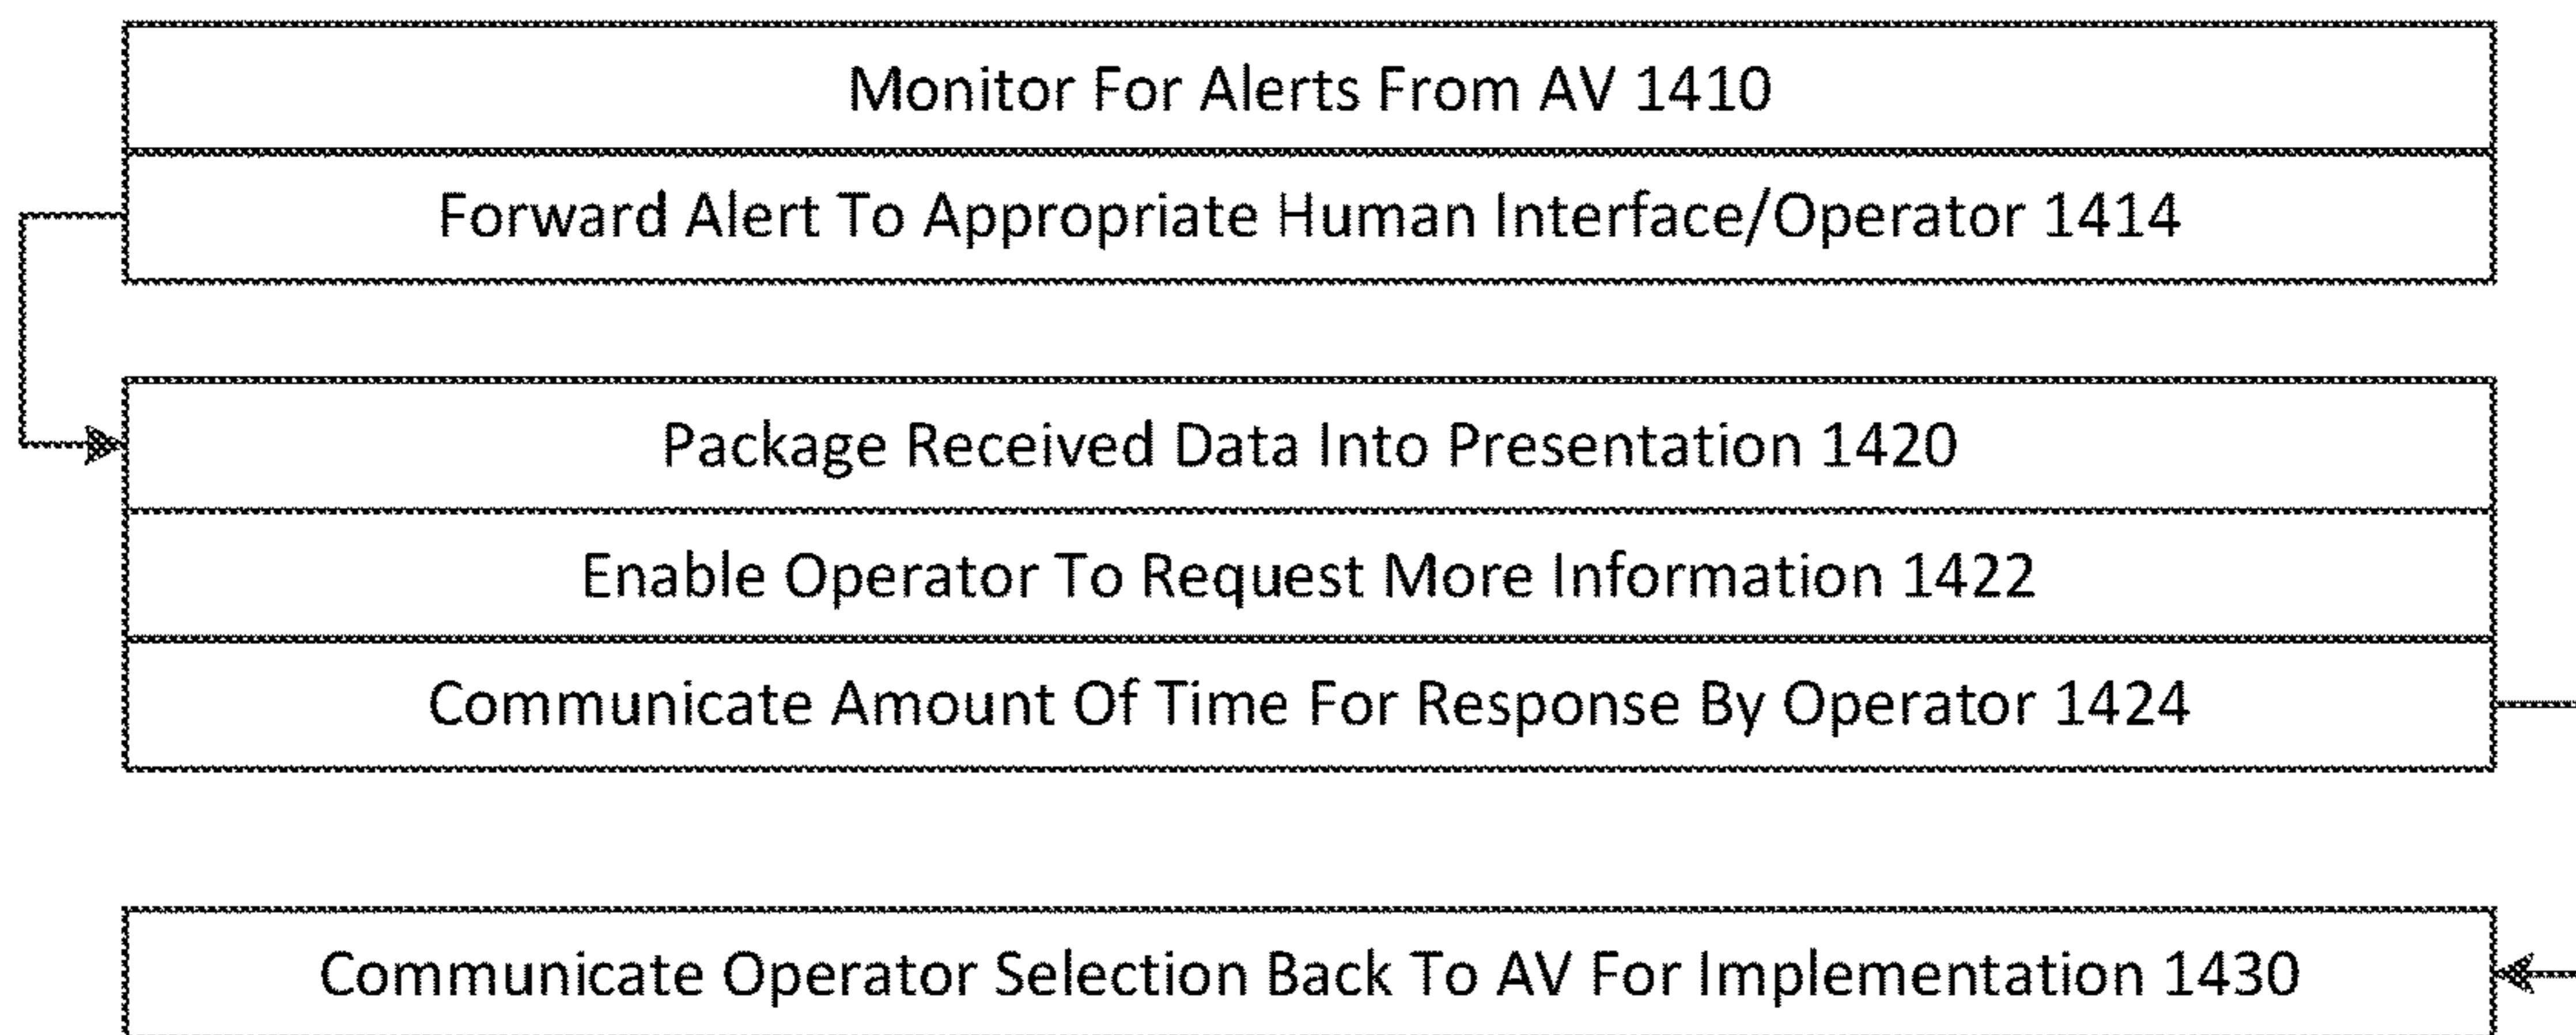 Monitor For Alerts From AV 1410
Forward Alert To Appropriate Human Interface/Operator 1414
Package Received Data Into Presentation 1420
Enable Operator To Request More Information 1422
Communicate Amount Of Time For Response By Operator 1424
Communicate Operator Selection Back To AV For Implementation 1430